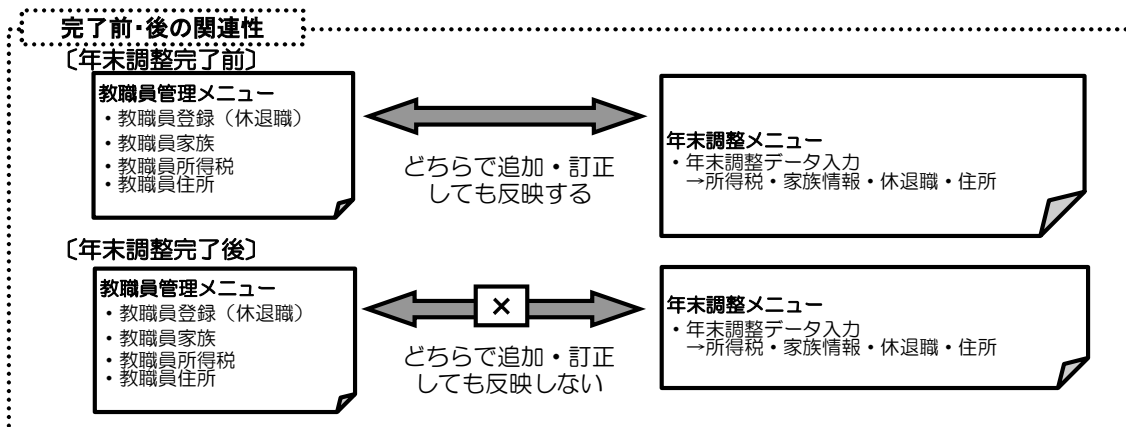 完了前・後の関連性
〔年末調整完了前〕
教職員管理メニュー
・教職員登録（休退職）
・教職員家族
・教職員所得税
・教職員住所
どちらで追加・訂正
しても反映する
年末調整メニュー
・年末調整データ入力
→所得税・家族情報・休退職・住所
〔年末調整完了後〕
教職員管理メニュー
・教職員登録（休退職）
・教職員家族
・教職員所得税
・教職員住所
×
どちらで追加・訂正
しても反映しない
年末調整メニュー
・年末調整データ入力
→所得税・家族情報・休退職・住所